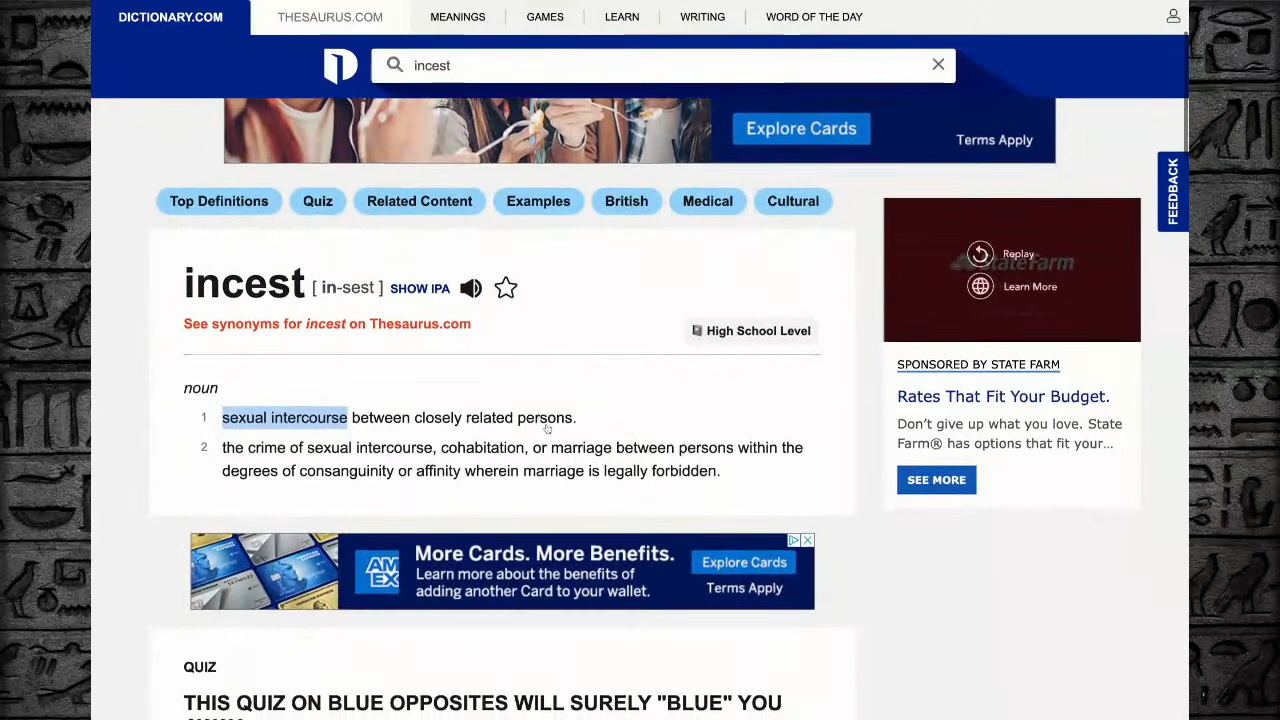 DICTIONARY.COM
THESAURUS.COM
MEANINGS
GAMES
LEARN
WRITING
WORD OF THE DAY
incest
Explore Cards
Terms Apply
FEEDBACK
Top Definitions
Quiz
Related Content
Examples
British
Medical
Cultural
incest [ in-sest ] SHOW IPA
See synonyms for incest on Thesaurus.com
High School Level
noun
1 sexual intercourse between closely related persons.
2 the crime of sexual intercourse, cohabitation, or marriage between persons within the
degrees of consanguinity or affinity wherein marriage is legally forbidden.
Replay
StateFarm
Learn More
SPONSORED BY STATE FARM
Rates That Fit Your Budget.
Don’t give up what you love. State
Farm® has options that fit your...
SEE MORE
AM
EX
More Cards. More Benefits.
Learn more about the benefits of
adding another Card to your wallet.
Explore Cards
Terms Apply
QUIZ
THIS QUIZ ON BLUE OPPOSITES WILL SURELY "BLUE" YOU